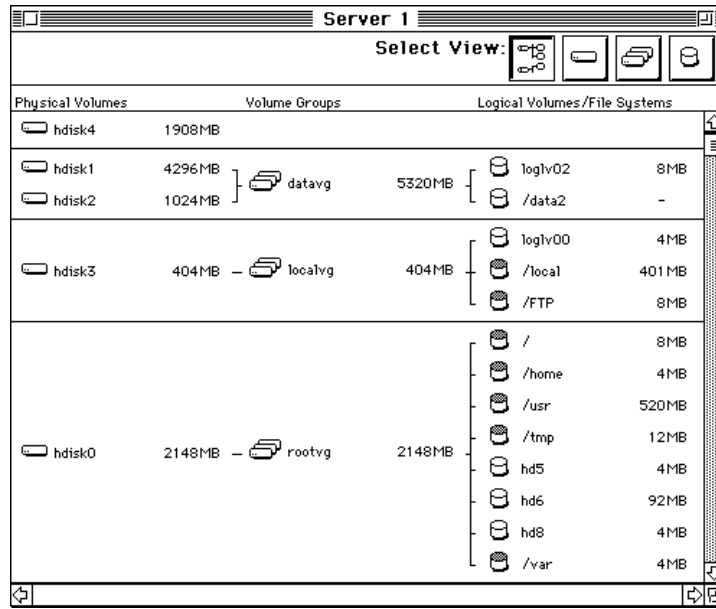 Server 1
Select View:
Physical Volumes Volume Groups Logical Volumes/File Systems
hdisk4 1908MB
hdisk1 4296MB datavg 5320MB loglv02 8MB
hdisk2 1024MB /data2 -
loglv00 4MB
hdisk3 404MB localvg 404MB /local 401MB
/FTP 8MB
/ 8MB
/home 4MB
/usr 520MB
/tmp 12MB
hdisk0 2148MB rootvg 2148MB
hd5 4MB
hd6 92MB
hd8 4MB
/var 4MB